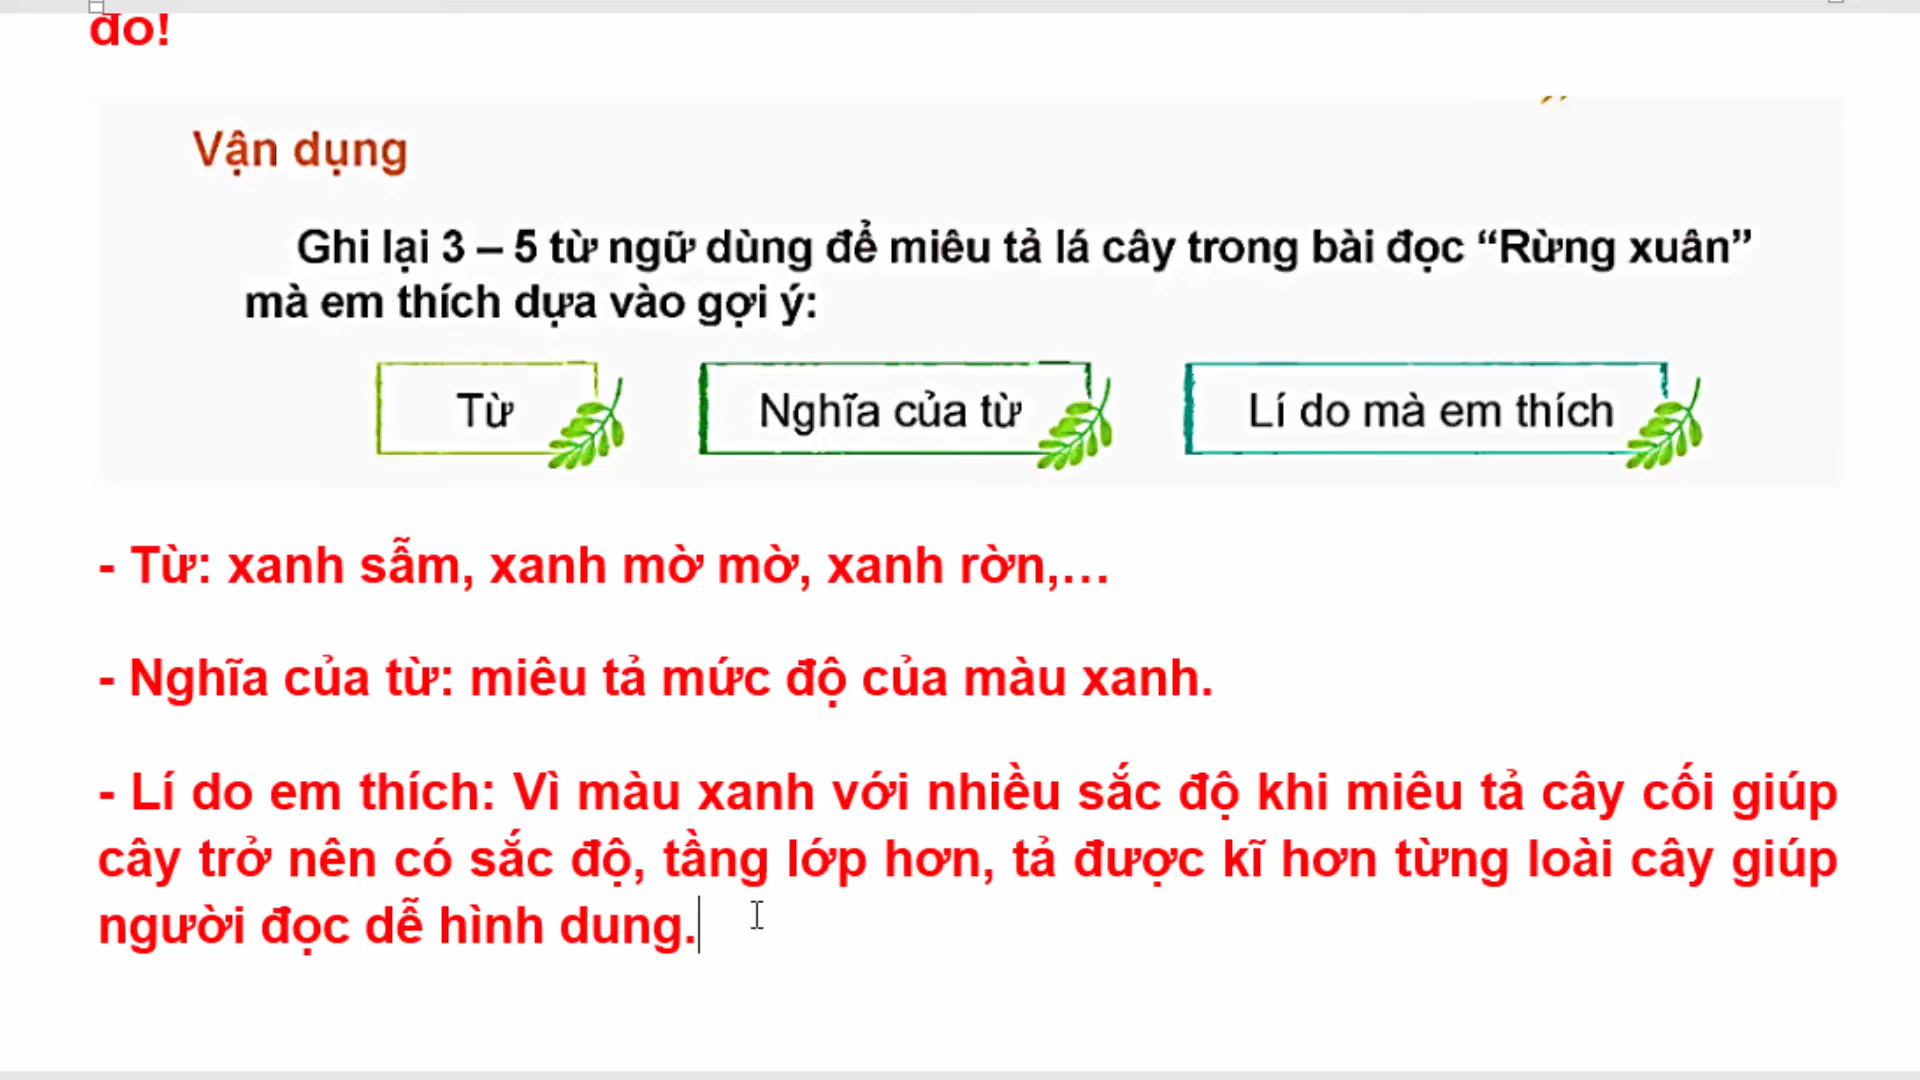 đó!
Vận dụng
Ghi lại 3 – 5 từ ngữ dùng để miêu tả lá cây trong bài đọc “Rừng xuân”
mà em thích dựa vào gợi ý:
Từ
Nghĩa của từ
Lí do mà em thích
- Từ: xanh sẫm, xanh mờ mờ, xanh rờn,…
- Nghĩa của từ: miêu tả mức độ của màu xanh.
- Lí do em thích: Vì màu xanh với nhiều sắc độ khi miêu tả cây cối giúp
cây trở nên có sắc độ, tầng lớp hơn, tả được kĩ hơn từng loài cây giúp
người đọc dễ hình dung.